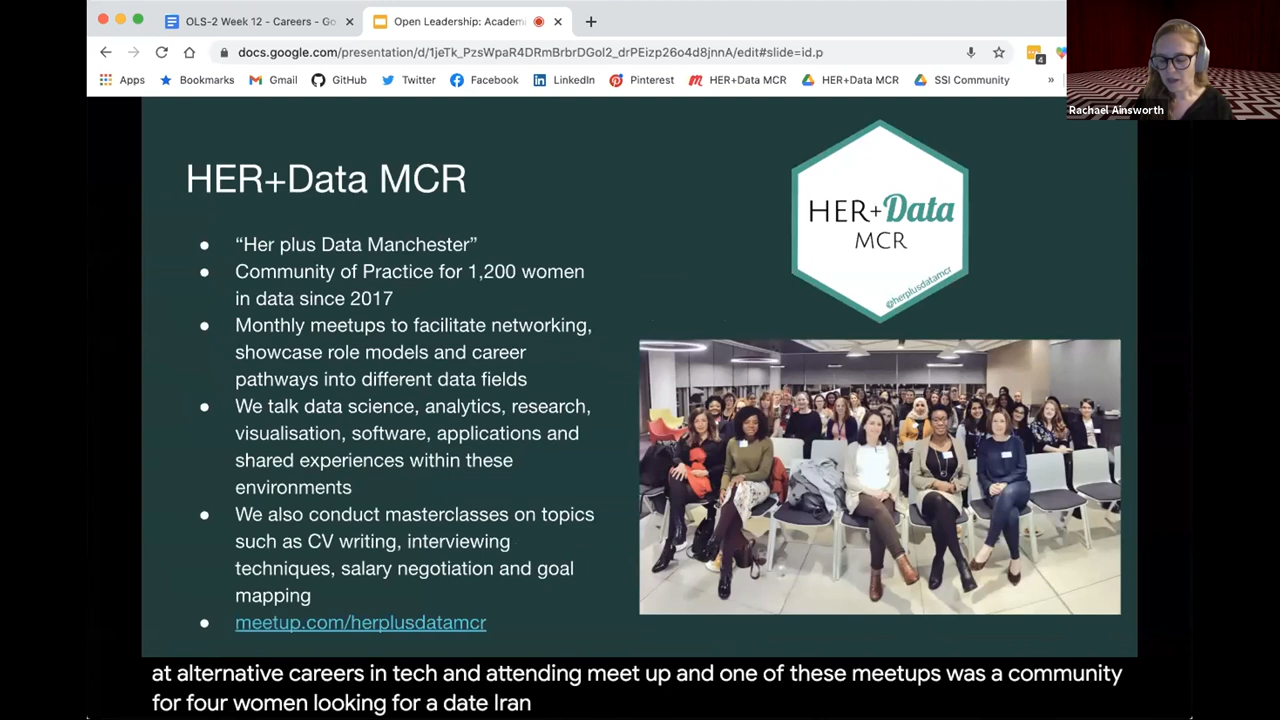 OLS-2 Week 12 - Careers - Go
Open Leadership: Academi
docs.google.com/presentation/d/1jeTk_PzsWpaR4DRmBrbrDGol2_drPEizp26o4d8jnnA/edit#slide=id.p
4
Apps Bookmarks Gmail GitHub Twitter Facebook LinkedIn Pinterest HER+Data MCR HER+Data MCR SSI Community »
Rachael Ainsworth
HER+Data MCR
HER+Data
MCR
@herplusdatamcr
● “Her plus Data Manchester”
● Community of Practice for 1,200 women
in data since 2017
● Monthly meetups to facilitate networking,
showcase role models and career
pathways into different data fields
● We talk data science, analytics, research,
visualisation, software, applications and
shared experiences within these
environments
● We also conduct masterclasses on topics
such as CV writing, interviewing
techniques, salary negotiation and goal
mapping
● meetup.com/herplusdatamcr
at alternative careers in tech and attending meet up and one of these meetups was a community
for four women looking for a date Iran